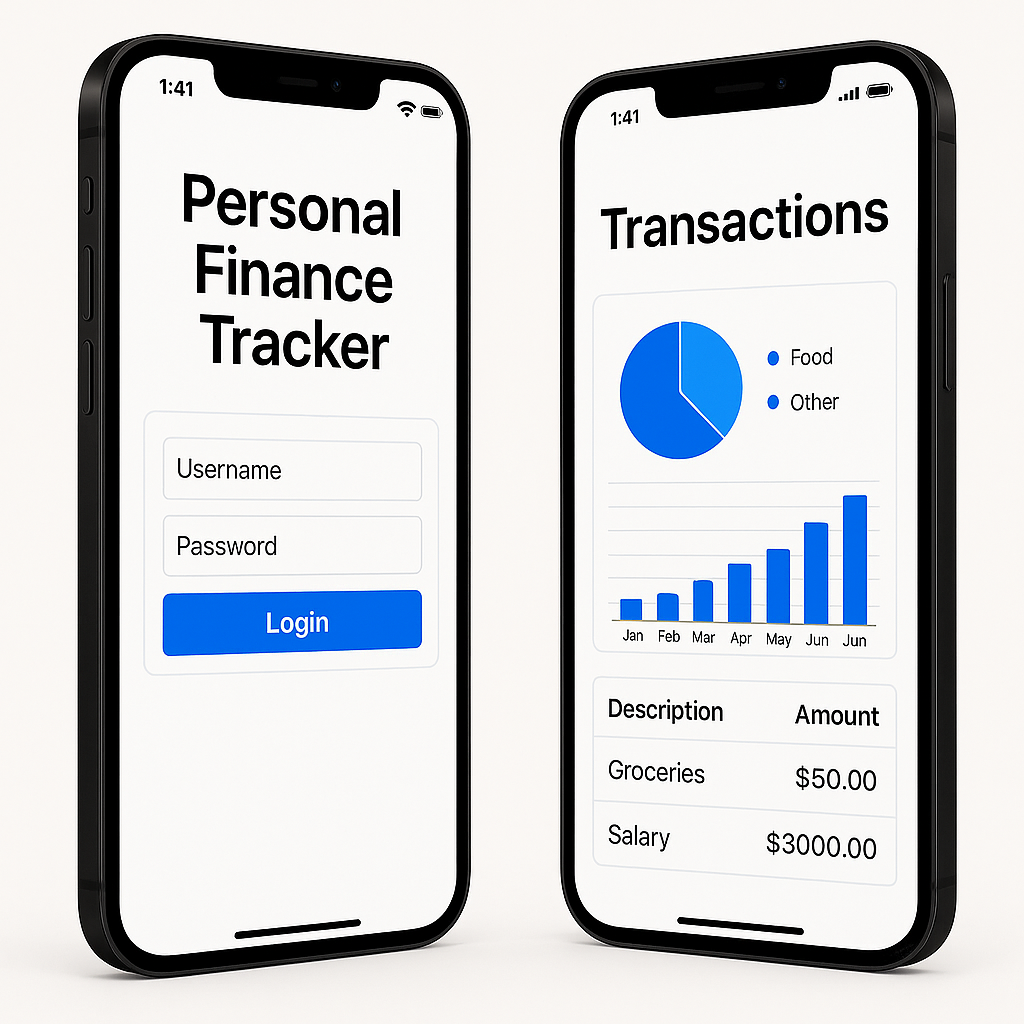 1:41
Personal
Finance
Tracker
Username
Password
Login
1:41
Transactions
Food
Other
Jan Feb Mar Apr May Jun Jun
Description Amount
Groceries $50.00
Salary $3000.00